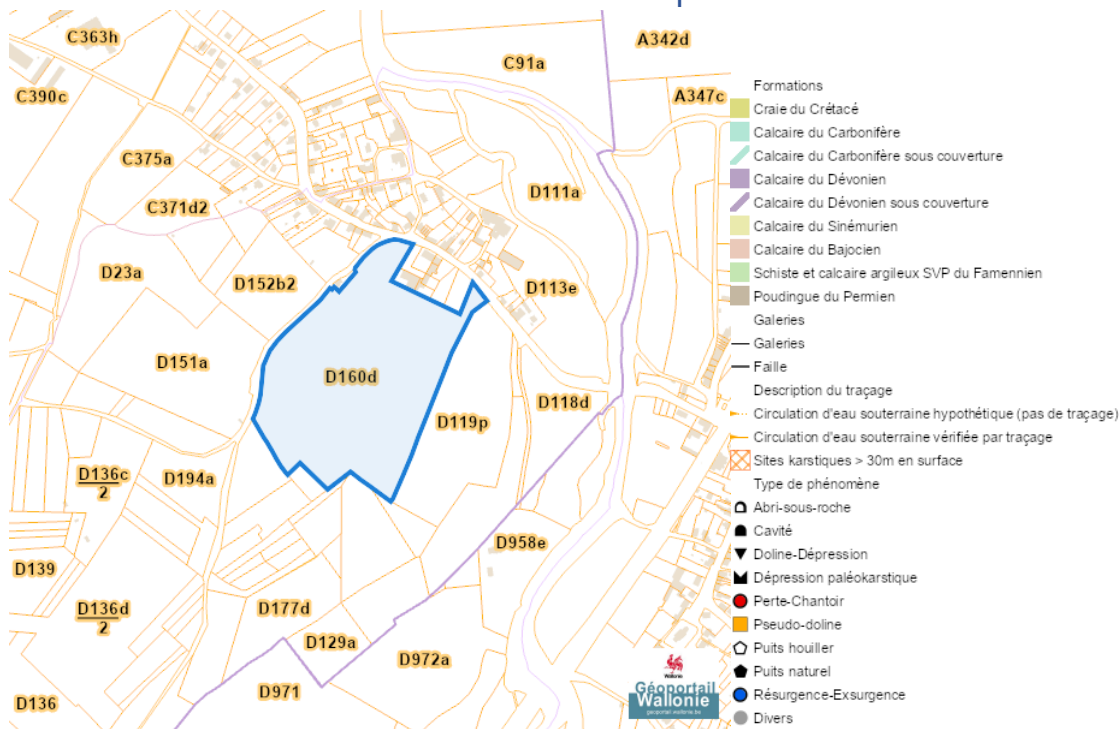 C363h
A342d
C91a
C390c
A347c
C375a
D111a
C371d2
D23a
D152b2
D113e
D151a
D160d
D118d
D119p
D136c
2
D194a
D958e
D139
D136d
2
D177d
D129a
D972a
D971
D136
Formations
Craie du Crétacé
Calcaire du Carbonifère
Calcaire du Carbonifère sous couverture
Calcaire du Dévonien
Calcaire du Dévonien sous couverture
Calcaire du Sinémurien
Calcaire du Bajocien
Schiste et calcaire argileux SVP du Famennien
Poudingue du Permien
Galeries
Galeries
Faille
Description du traçage
Circulation d'eau souterraine hypothétique (pas de traçage)
Circulation d'eau souterraine vérifiée par traçage
Sites karstiques > 30m en surface
Type de phénomène
Abri-sous-roche
Cavité
Doline-Dépression
Dépression paléokarstique
Perte-Chantoir
Pseudo-doline
Puits houiller
Puits naturel
Résurgence-Exsurgence
Divers
Wallonie
Géoportail
Wallonie
geoportail.wallonie.be